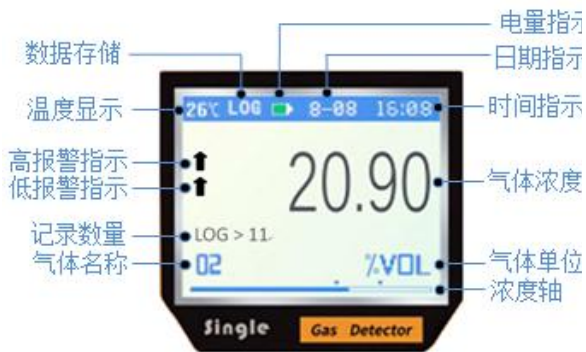 电量指示
数据存储
日期指示
温度显示
26℃ LOG 8-08 16:08
时间指示
高报警指示
低报警指示
20.90
气体浓度
记录数量
LOG > 11
气体名称
O2 %VOL
气体单位
浓度轴
Single Gas Detector